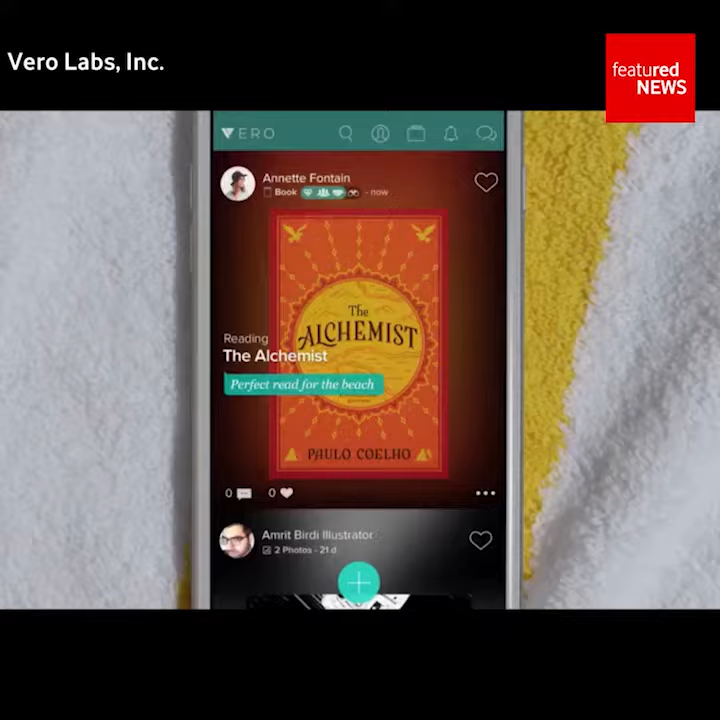 Vero Labs, Inc.
featured
NEWS
VERO
Annette Fontain
Book - now
The
ALCHEMIST
Reading
The Alchemist
Perfect read for the beach
PAULO COELHO
0 0
Amrit Birdi Illustrator
2 Photos - 21 d